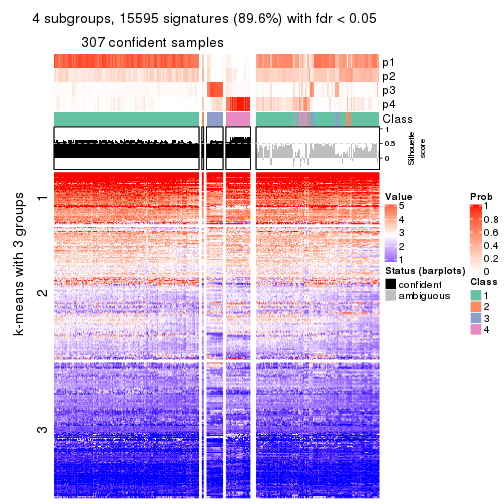 4 subgroups, 15595 signatures (89.6%) with fdr < 0.05
307 confident samples
p1
p2
p3
p4
Class
1
0.5
0
Silhouette
score
k-means with 3 groups
1
2
3
Value
5
4
3
2
1
Status (barplots)
confident
ambiguous
Prob
1
0.8
0.6
0.4
0.2
0
Class
1
2
3
4